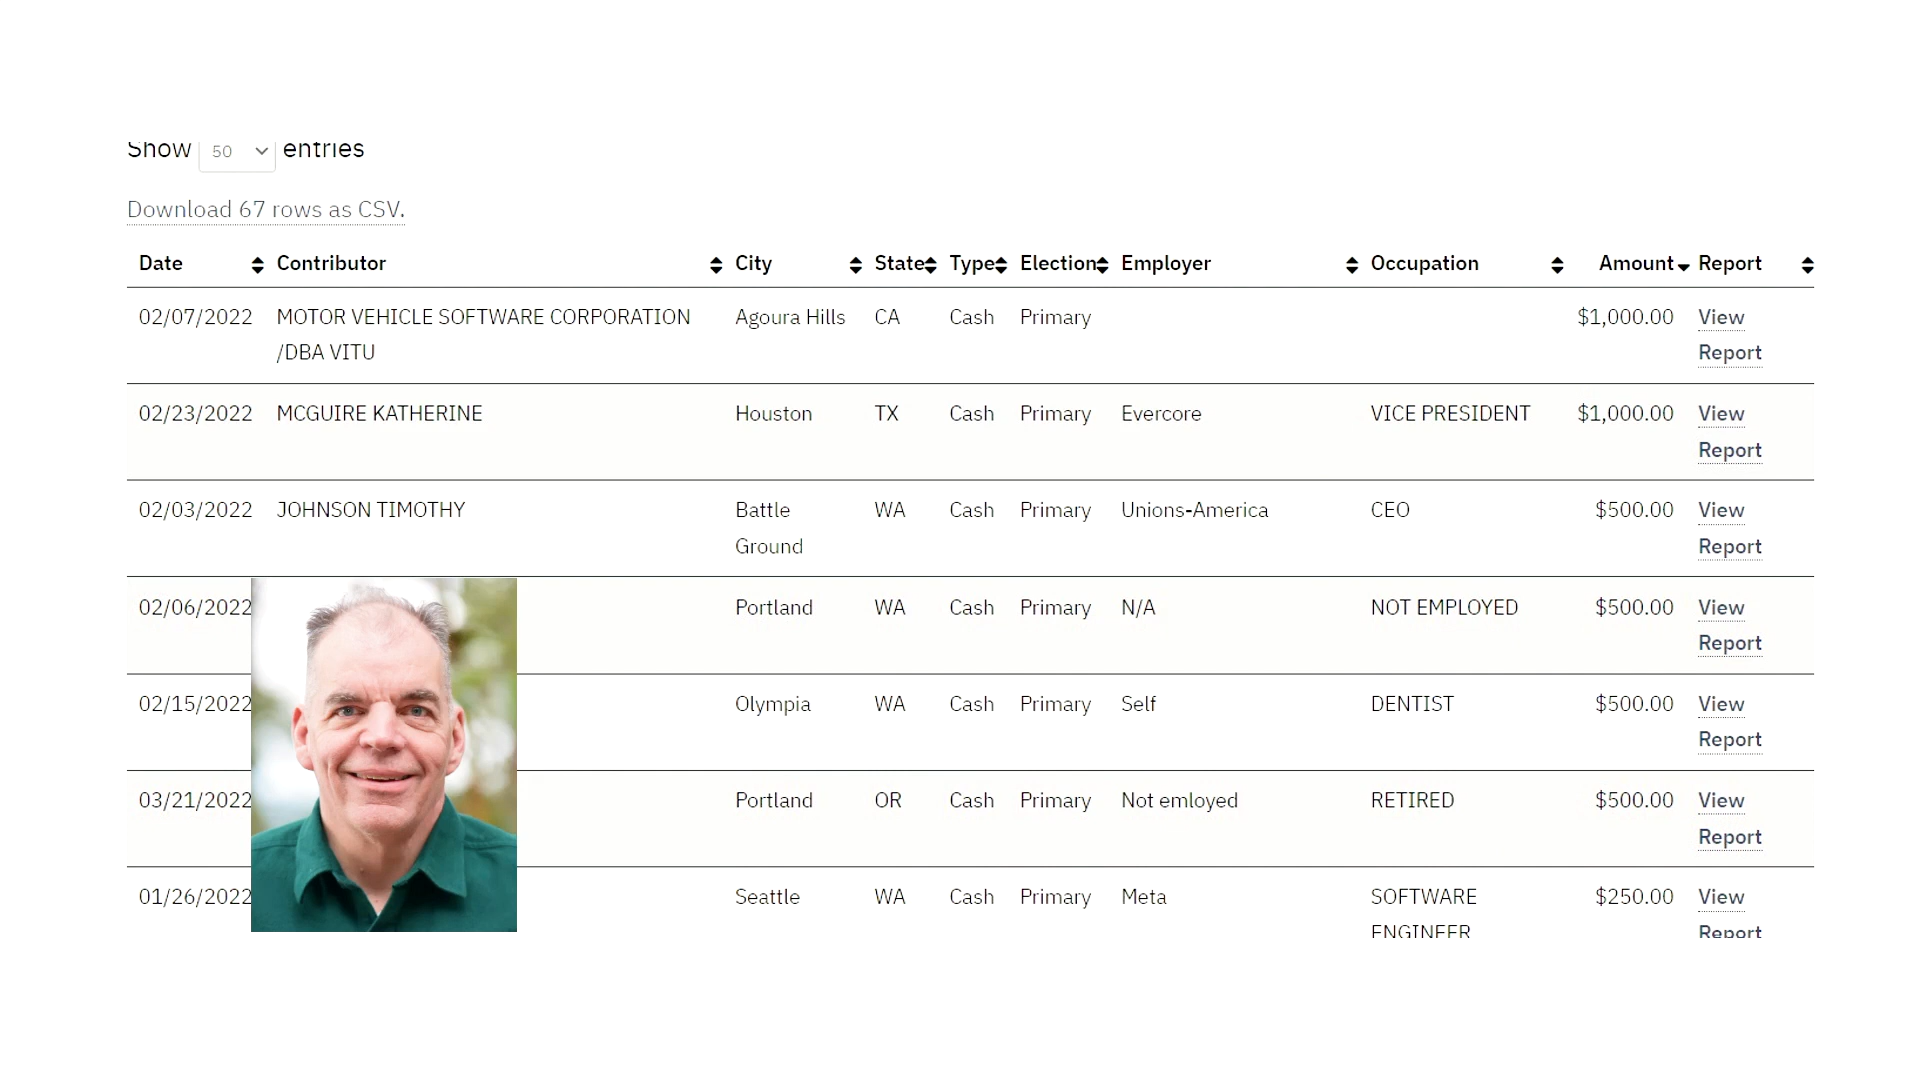 Show 50 entries
Download 67 rows as CSV.
Date Contributor City State Type Election Employer Occupation Amount Report
02/07/2022 MOTOR VEHICLE SOFTWARE CORPORATION Agoura Hills CA Cash Primary $1,000.00 View
/DBA VITU Report
02/23/2022 MCGUIRE KATHERINE Houston TX Cash Primary Evercore VICE PRESIDENT $1,000.00 View
Report
02/03/2022 JOHNSON TIMOTHY Battle WA Cash Primary Unions-America CEO $500.00 View
Ground Report
02/06/2022 Portland WA Cash Primary N/A NOT EMPLOYED $500.00 View
Report
02/15/2022 Olympia WA Cash Primary Self DENTIST $500.00 View
Report
03/21/2022 Portland OR Cash Primary Not emloyed RETIRED $500.00 View
Report
01/26/2022 Seattle WA Cash Primary Meta SOFTWARE $250.00 View
ENGINEER Report